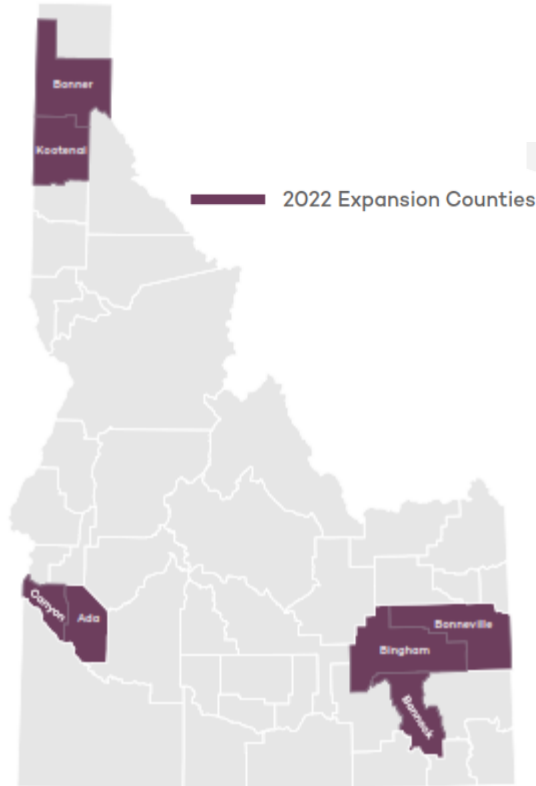 Bonner
Kootenai
2022 Expansion Counties
Canyon
Ada
Bonneville
Bingham
Bannock